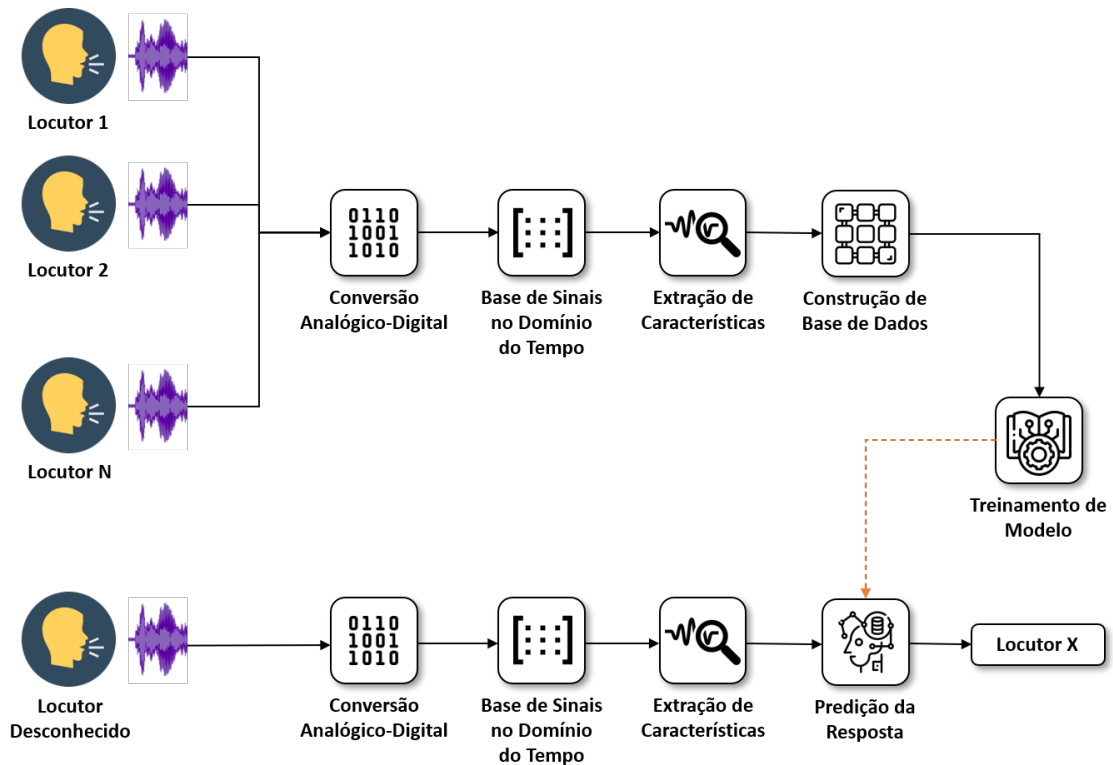 Locutor 1
Locutor 2
Locutor N
0110
1001
1010
Conversão
Analógico-Digital
Base de Sinais
no Domínio
do Tempo
Extração de
Características
Construção de
Base de Dados
Treinamento de
Modelo
Locutor
Desconhecido
0110
1001
1010
Conversão
Analógico-Digital
Base de Sinais
no Domínio
do Tempo
Extração de
Características
Predição da
Resposta
Locutor X